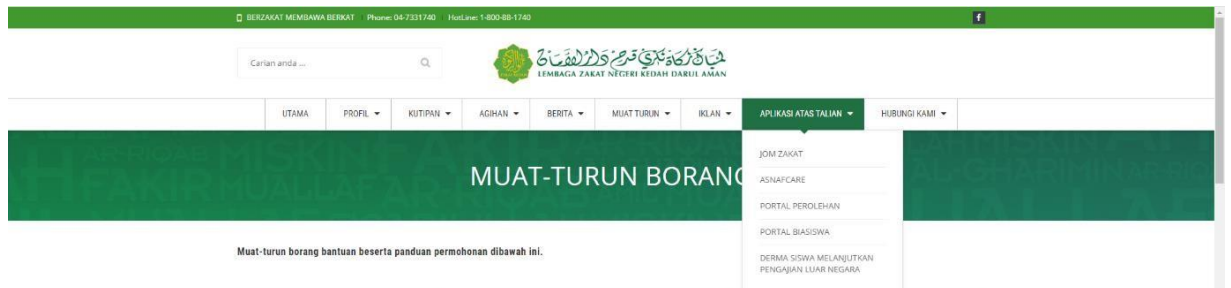 BERZAKAT MEMBAWA BERKAT Phone: 04-7331740 HotLine: 1-800-88-1740
Carian anda ...
LEMBAGA ZAKAT NEGERI KEDAH DARUL AMAN
UTAMA PROFIL KUTIPAN AGIHAN BERITA MUAT TURUN IKLAN APLIKASI ATAS TALIAN HUBUNGI KAMI
MUAT-TURUN BORANG
JOM ZAKAT
ASNAFCARE
PORTAL PEROLEHAN
PORTAL BIASISWA
DERMA SISWA MELANJUTKAN
PENGAJIAN LUAR NEGARA
Muat-turun borang bantuan beserta panduan permohonan dibawah ini.